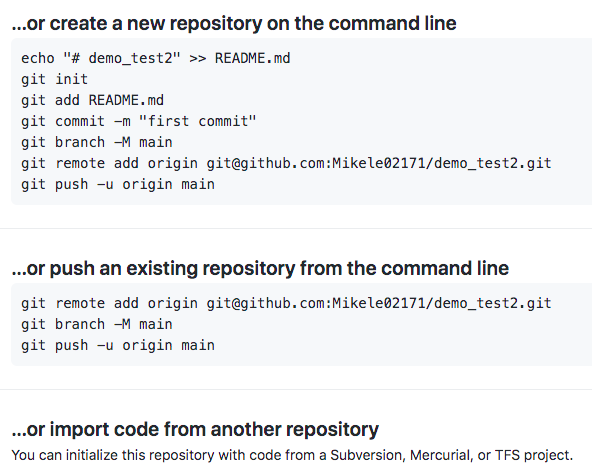 ...or create a new repository on the command line
echo "# demo_test2" >> README.md
git init
git add README.md
git commit -m "first commit"
git branch -M main
git remote add origin git@github.com:Mikele02171/demo_test2.git
git push -u origin main
...or push an existing repository from the command line
git remote add origin git@github.com:Mikele02171/demo_test2.git
git branch -M main
git push -u origin main
...or import code from another repository
You can initialize this repository with code from a Subversion, Mercurial, or TFS project.